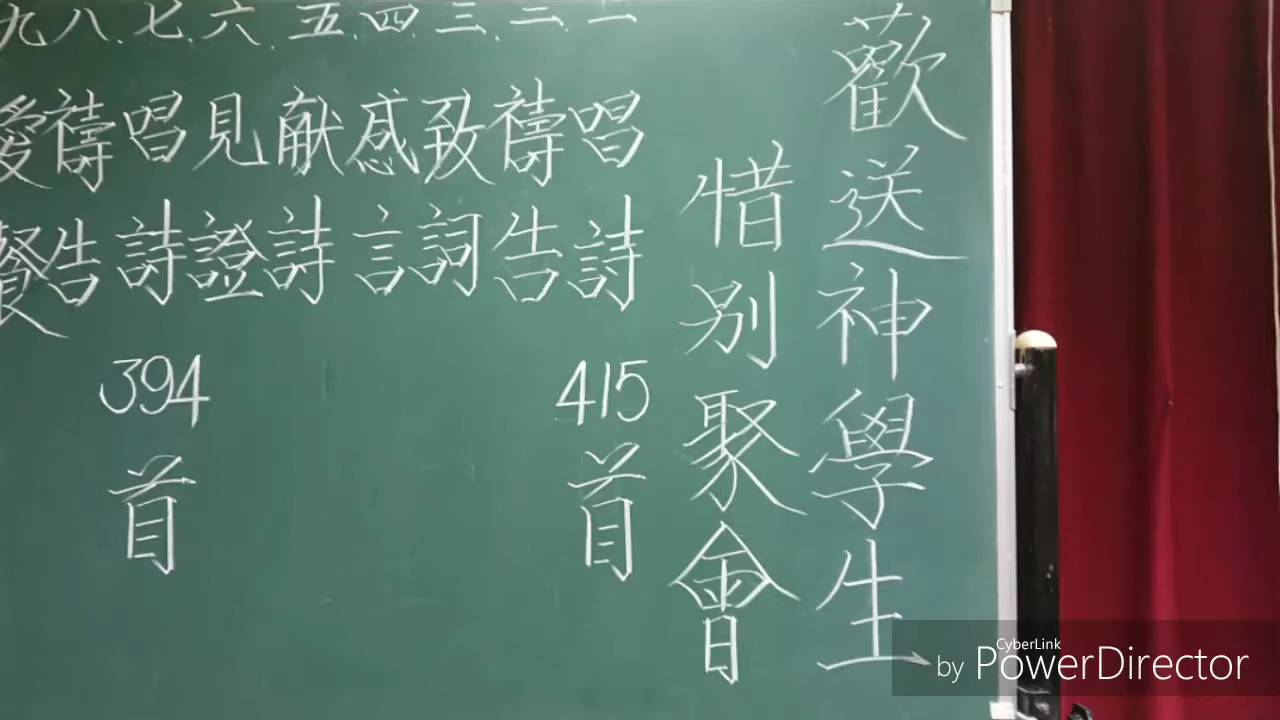 歡送神學生
惜別聚會
一、唱詩 415首
二、禱告
三、致詞
四、感言
五、献詩
六、見證
七、唱詩 394首
八、禱告
九、愛餐
by CyberLink PowerDirector